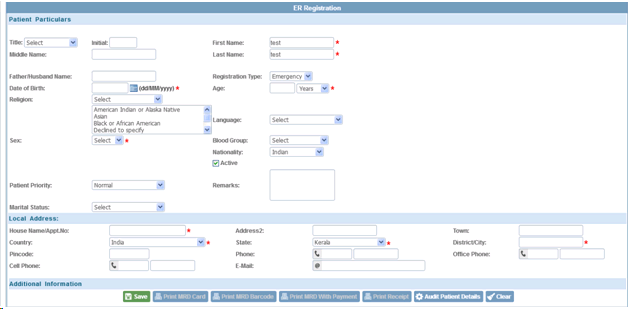 ER Registration
Patient Particulars
Title: Select Initial: First Name: test *
Middle Name: Last Name: test *
Father/Husband Name: Registration Type: Emergency
Date of Birth: (dd/MM/yyyy) * Age: Years *
Religion: Select
American Indian or Alaska Native
Asian
Black or African American
Declined to specify
Language: Select
Sex: Select * Blood Group: Select
Nationality: Indian
Active
Patient Priority: Normal Remarks:
Marital Status: Select
Local Address:
House Name/Appt.No: * Address2: Town:
Country: India * State: Kerala * District/City: *
Pincode: Phone: Office Phone:
Cell Phone: E-Mail: @
Additional Information
Save Print MRD Card Print MRD Barcode Print MRD With Payment Print Receipt Audit Patient Details Clear